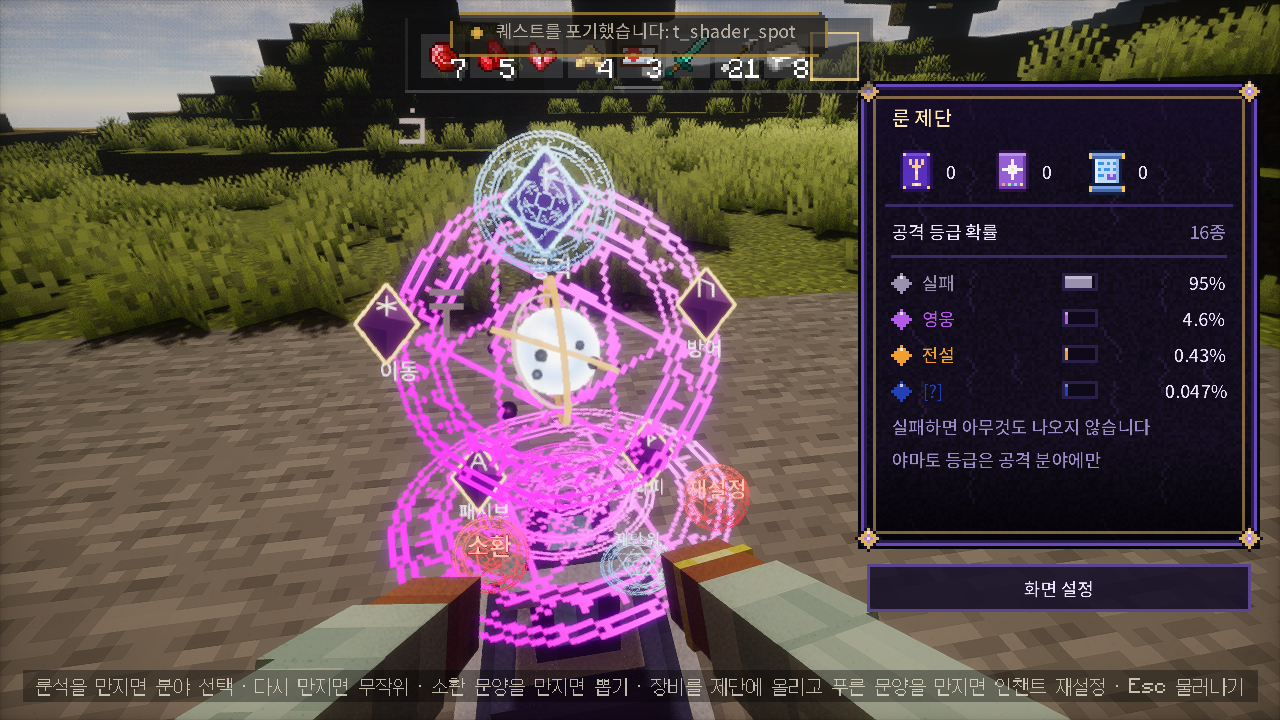 퀘스트를 포기했습니다: t_shader_spot
7 5 4 3 21 8
룬 제단
0 0 0
공격 등급 확률 16종
실패 95%
영웅 4.6%
전설 0.43%
[?] 0.047%
실패하면 아무것도 나오지 않습니다
야마토 등급은 공격 분야에만
화면 설정
공격
방어
이동
패시브
재설정
소환
룬석을 만지면 분야 선택 · 다시 만지면 무작위 · 소환 문양을 만지면 뽑기 · 장비를 제단에 올리고 푸른 문양을 만지면 인챈트 재설정 · Esc 물러나기